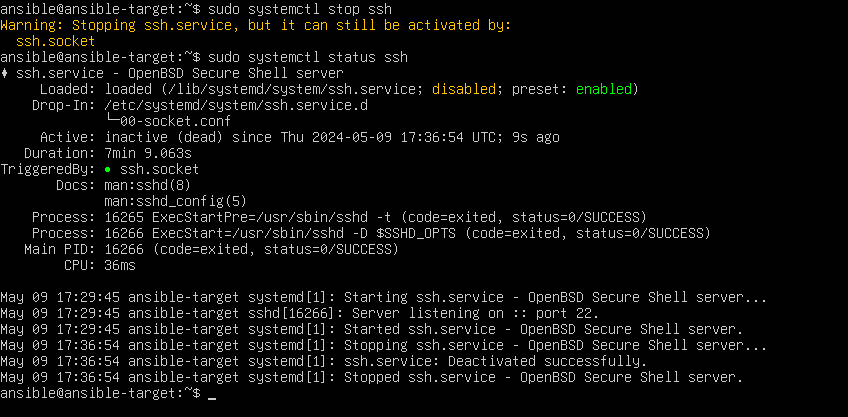 ansible@ansible-target:~$ sudo systemctl stop ssh
Warning: Stopping ssh.service, but it can still be activated by:
  ssh.socket
ansible@ansible-target:~$ sudo systemctl status ssh
♦ ssh.service - OpenBSD Secure Shell server
     Loaded: loaded (/lib/systemd/system/ssh.service; disabled; preset: enabled)
    Drop-In: /etc/systemd/system/ssh.service.d
             └─00-socket.conf
     Active: inactive (dead) since Thu 2024-05-09 17:36:54 UTC; 9s ago
   Duration: 7min 9.063s
TriggeredBy: ● ssh.socket
       Docs: man:sshd(8)
             man:sshd_config(5)
    Process: 16265 ExecStartPre=/usr/sbin/sshd -t (code=exited, status=0/SUCCESS)
    Process: 16266 ExecStart=/usr/sbin/sshd -D $SSHD_OPTS (code=exited, status=0/SUCCESS)
   Main PID: 16266 (code=exited, status=0/SUCCESS)
        CPU: 36ms

May 09 17:29:45 ansible-target systemd[1]: Starting ssh.service - OpenBSD Secure Shell server...
May 09 17:29:45 ansible-target sshd[16266]: Server listening on :: port 22.
May 09 17:29:45 ansible-target systemd[1]: Started ssh.service - OpenBSD Secure Shell server.
May 09 17:36:54 ansible-target systemd[1]: Stopping ssh.service - OpenBSD Secure Shell server...
May 09 17:36:54 ansible-target systemd[1]: ssh.service: Deactivated successfully.
May 09 17:36:54 ansible-target systemd[1]: Stopped ssh.service - OpenBSD Secure Shell server.
ansible@ansible-target:~$ _